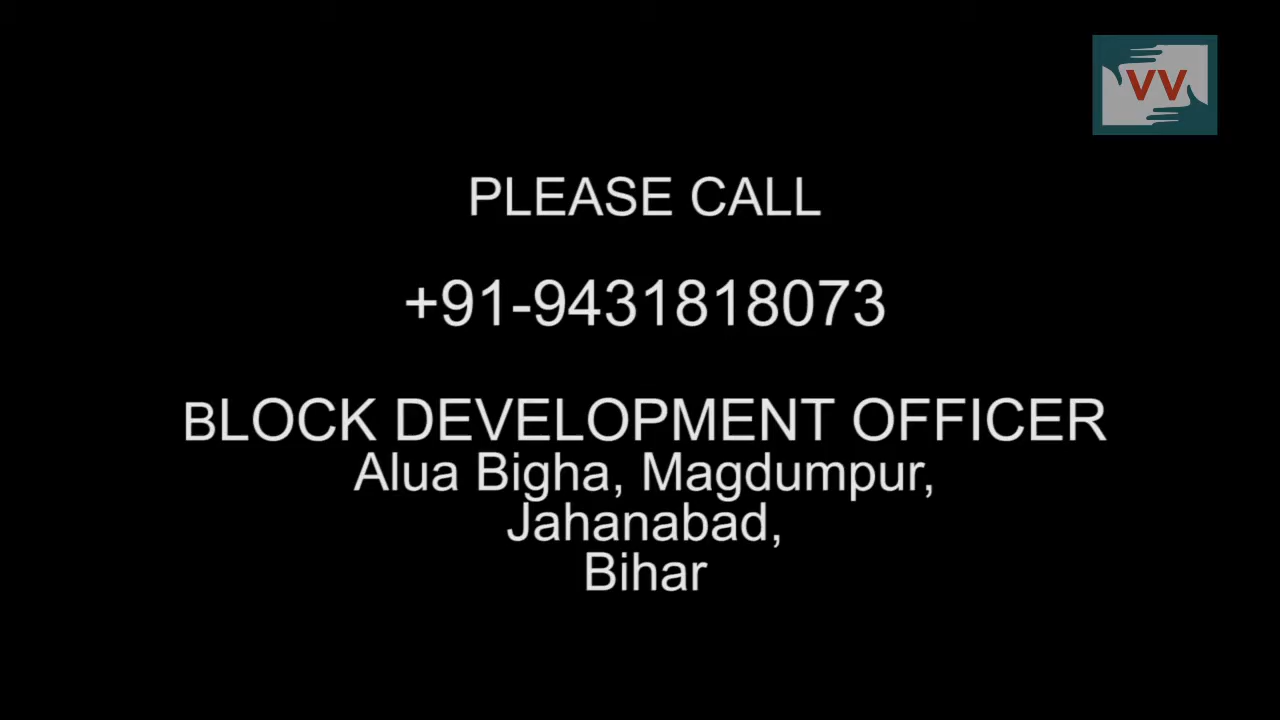 VV
PLEASE CALL
+91-9431818073
BLOCK DEVELOPMENT OFFICER
Alua Bigha, Magdumpur,
Jahanabad,
Bihar